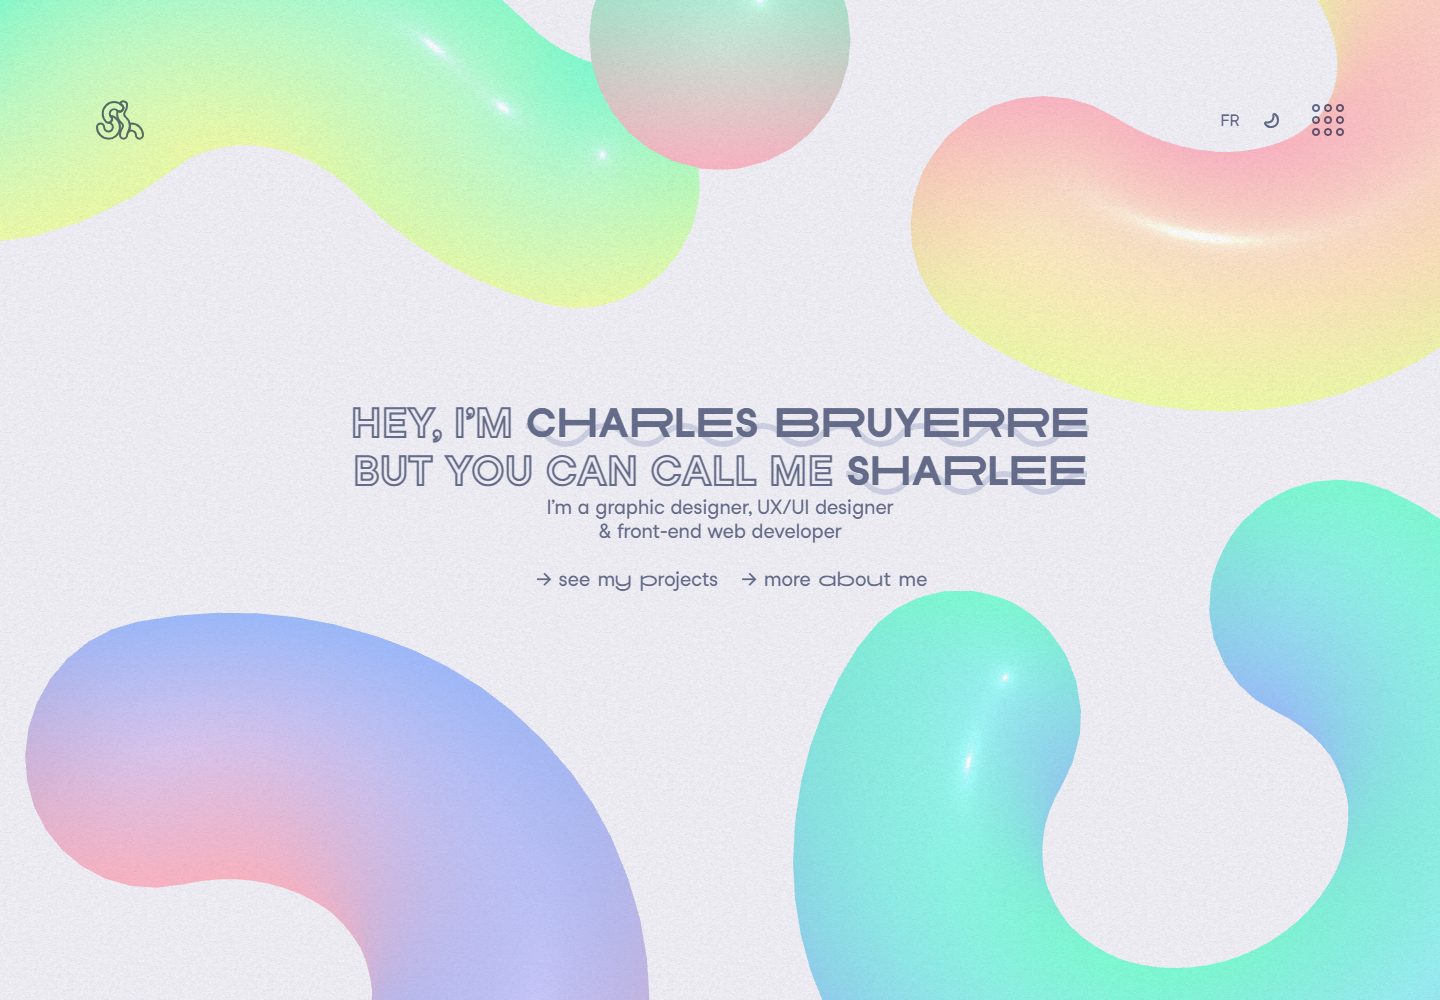 FR
HEY, I’M CHARLES BRUYERRE
BUT YOU CAN CALL ME SHARLEE
I’m a graphic designer, UX/UI designer
& front-end web developer
→ see my projects → more about me